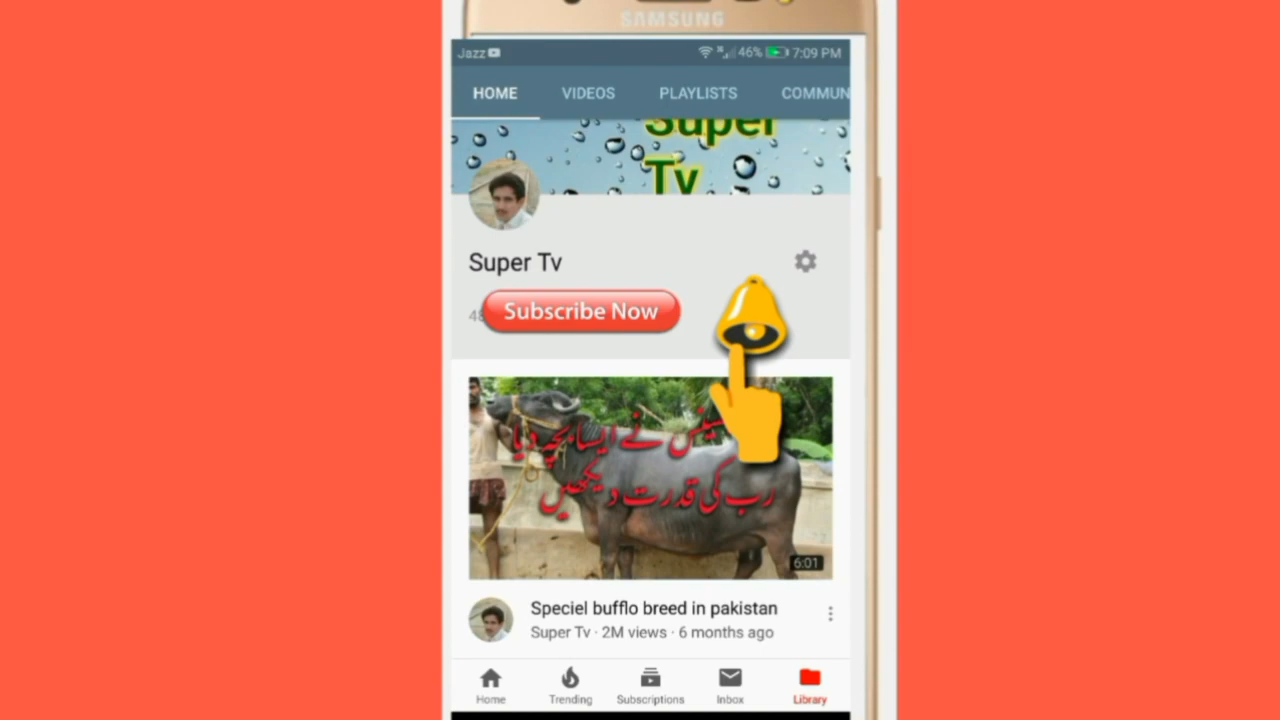 SAMSUNG
Jazz 46% 7:09 PM
HOME VIDEOS PLAYLISTS COMMUN
Super
Tv
Super Tv
48 Subscribe Now
نے ایسا بچہ دیا
رب کی قدرت دیکھیں
6:01
Speciel bufflo breed in pakistan
Super Tv · 2M views · 6 months ago
Home Trending Subscriptions Inbox Library